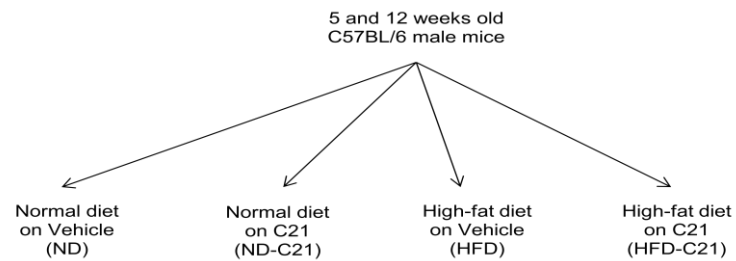 5 and 12 weeks old
C57BL/6 male mice
Normal diet
on Vehicle
(ND)
Normal diet
on C21
(ND-C21)
High-fat diet
on Vehicle
(HFD)
High-fat diet
on C21
(HFD-C21)